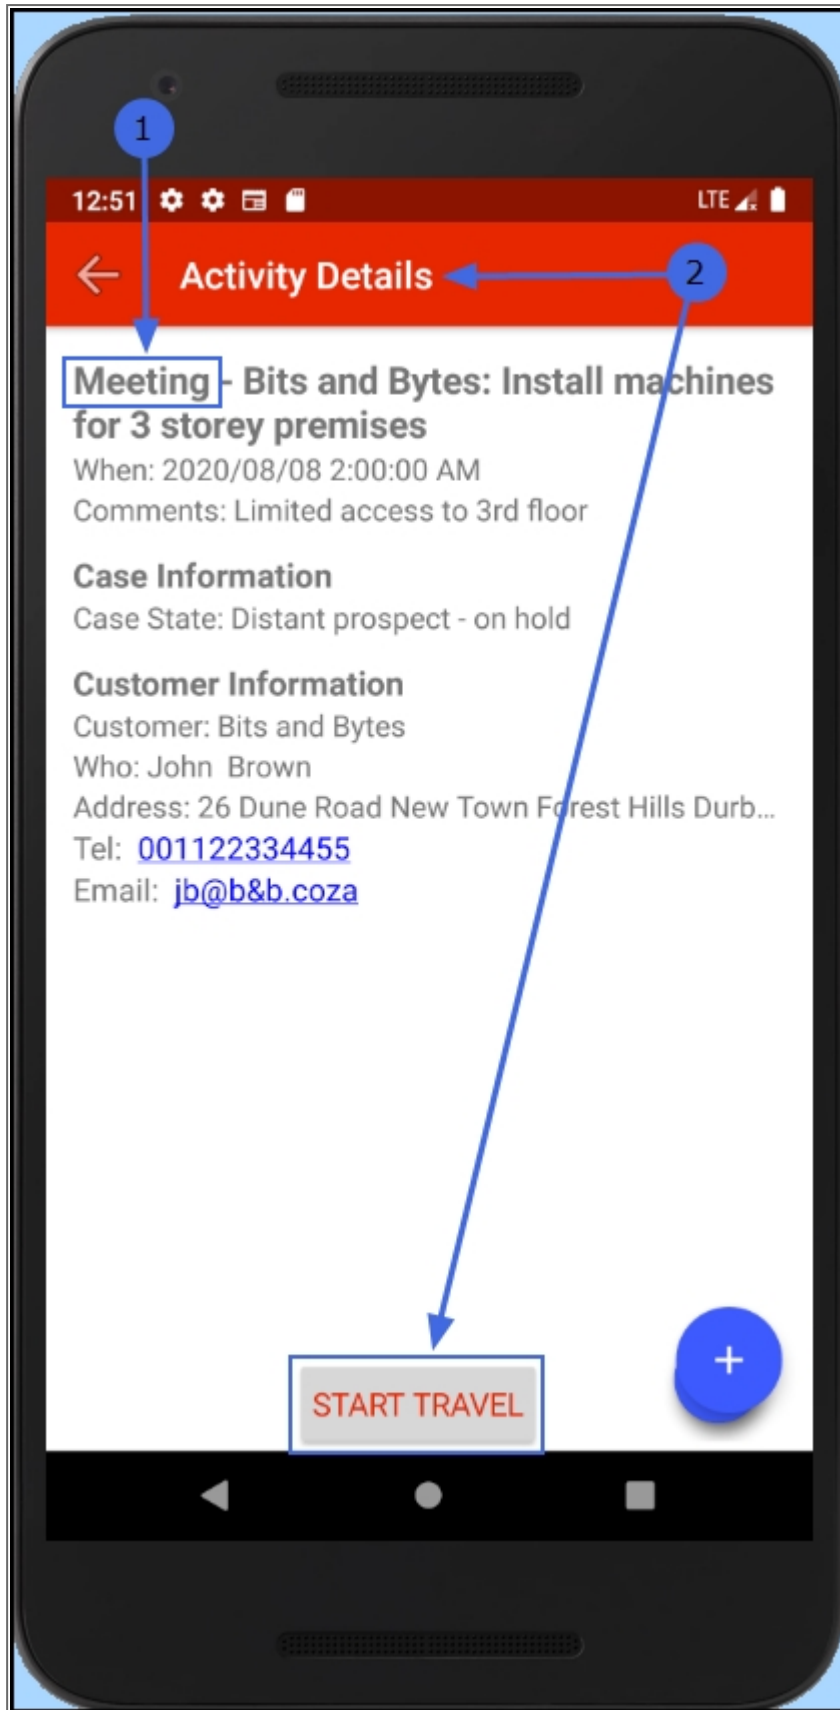 1
12:51 LTE
Activity Details 2
Meeting - Bits and Bytes: Install machines
for 3 storey premises
When: 2020/08/08 2:00:00 AM
Comments: Limited access to 3rd floor
Case Information
Case State: Distant prospect - on hold
Customer Information
Customer: Bits and Bytes
Who: John  Brown
Address: 26 Dune Road New Town Forest Hills Durb...
Tel: 001122334455
Email: jb@b&b.coza
+
START TRAVEL